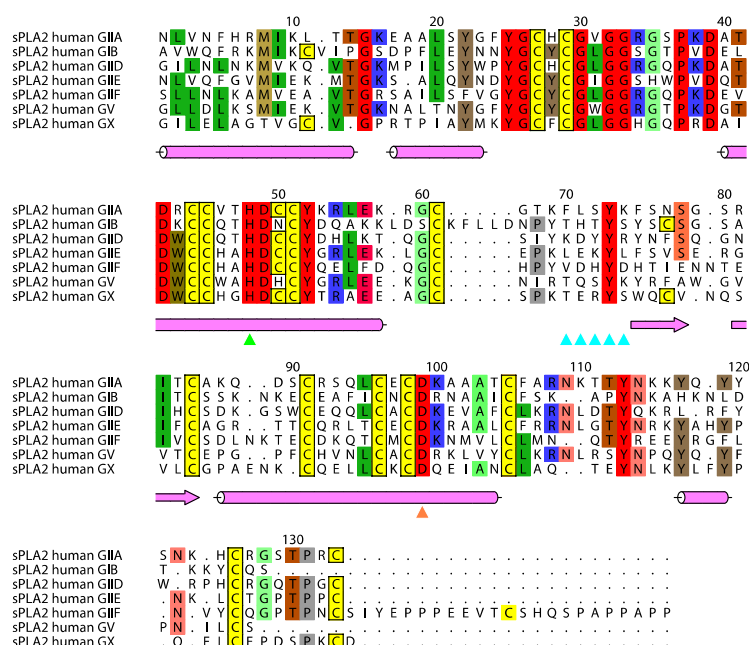 10 20 30 40
sPLA2 human GIIA N L V N F H R M I K L . T T G K E A A L S Y G F Y G C H C G V G G R G S P K D A T
sPLA2 human GIB A V W Q F R K M I K C V I P G S D P F L E Y N N Y G C Y C G L G G S G T P V D E L
sPLA2 human GIID G I L N L N K M V K Q . V T G K M P I L S Y W P Y G C H C G L G G R G Q P K D A T
sPLA2 human GIIE N L V Q F G V M I E K . M T G K S . A L Q Y N D Y G C Y C G I G G S H W P V D Q T
sPLA2 human GIIF S L L N L K A M V E A . V T G R S A I L S F V G Y G C Y C G L G G R G Q P K D E V
sPLA2 human GV G L L D L K S M I E K . V T G K N A L T N Y G F Y G C Y C G W G G R G T P K D G T
sPLA2 human GX G I L E L A G T V G C . V . G P R T P I A Y M K Y G C F C G L G G H G Q P R D A I
50 60 70 80
sPLA2 human GIIA D R C C V T H D C C Y K R L E K . R G C . . . . . G T K F L S Y K F S N S G . S R
sPLA2 human GIB D K C C Q T H D N C Y D Q A K K L D S C K F L L D N P Y T H T Y S Y S C S G . S A
sPLA2 human GIID D W C C Q T H D C C Y D H L K T . Q G C . . . . . S I Y K D Y Y R Y N F S Q . G N
sPLA2 human GIIE D W C C H A H D C C Y G R L E K . L G C . . . . . E P K L E K Y L F S V S E . R G
sPLA2 human GIIF D W C C H A H D C C Y Q E L F D . Q G C . . . . . H P Y V D H Y D H T I E N N T E
sPLA2 human GV D W C C W A H D H C Y G R L E E . K G C . . . . . N I R T Q S Y K Y R F A W . G V
sPLA2 human GX D W C C H G H D C C Y T R A E E . A G C . . . . . S P K T E R Y S W Q C V . N Q S
90 100 110 120
sPLA2 human GIIA I T C A K Q . . D S C R S Q L C E C D K A A A T C F A R N K T T Y N K K Y Q . Y Y
sPLA2 human GIB I T C S S K . N K E C E A F I C N C D R N A A I C F S K . . A P Y N K A H K N L D
sPLA2 human GIID I H C S D K . G S W C E Q Q L C A C D K E V A F C L K R N L D T Y Q K R L . R F Y
sPLA2 human GIIE I F C A G R . . T T C Q R L T C E C D K R A A L C F R R N L G T Y N R K Y A H Y P
sPLA2 human GIIF I V C S D L N K T E C D K Q T C M C D K N M V L C L M N . . Q T Y R E E Y R G F L
sPLA2 human GV V T C E P G . . P F C H V N L C A C D R K L V Y C L K R N L R S Y N P Q Y Q Y F P
sPLA2 human GX V L C G P A E N K . C Q E L L C K C D Q E I A N C L A Q . . T E Y N L K Y L F Y P
130
sPLA2 human GIIA S N K . H C R G S T P R C . . . . . . . . . . . . . . . . . . . . . . .
sPLA2 human GIB T . K K Y C Q S . . . . . . . . . . . . . . . . . . . . . . . . . . . .
sPLA2 human GIID W . R P H C R G Q T P G C . . . . . . . . . . . . . . . . . . . . . . .
sPLA2 human GIIE . N K . L C T G P T P P C . . . . . . . . . . . . . . . . . . . . . . .
sPLA2 human GIIF . N . V Y C Q G P T P N C S I Y E P P P E E V T C S H Q S P A P P A P P
sPLA2 human GV P N . I L C S . . . . . . . . . . . . . . . . . . . . . . . . . . . . .
sPLA2 human GX . Q . F L C E P D S P K C D . . . . . . . . . . . . . . . . . . . . . .